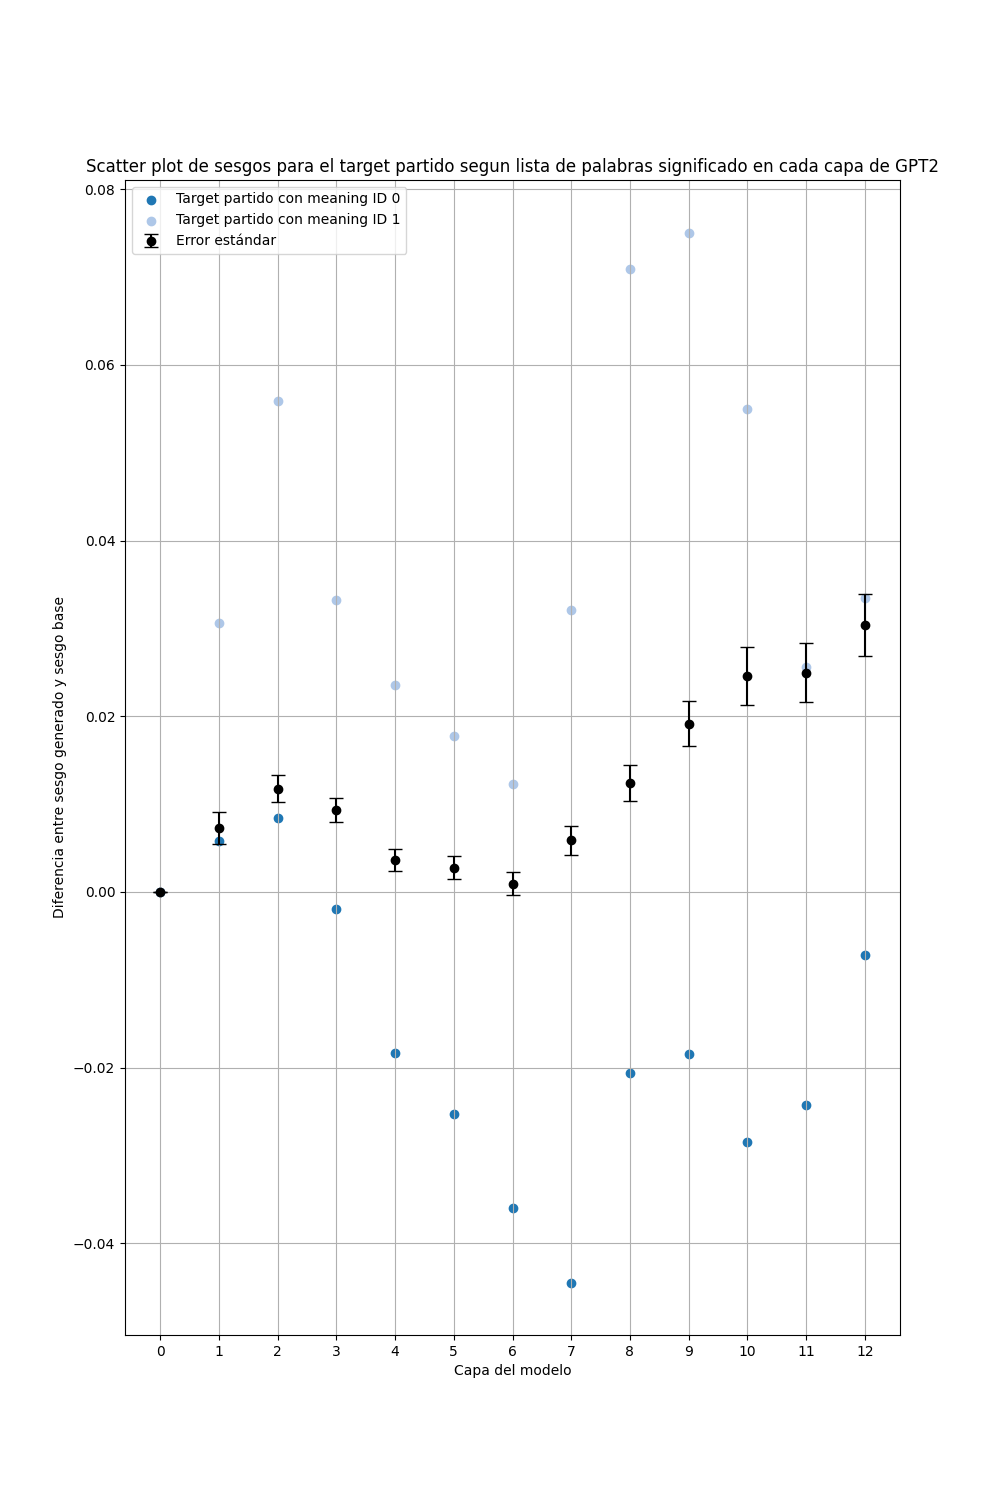 Scatter plot de sesgos para el target partido segun lista de palabras significado en cada capa de GPT2
Target partido con meaning ID 0
Target partido con meaning ID 1
Error estándar
0.08
0.06
0.04
0.02
0.00
−0.02
−0.04
Diferencia entre sesgo generado y sesgo base
0 1 2 3 4 5 6 7 8 9 10 11 12
Capa del modelo